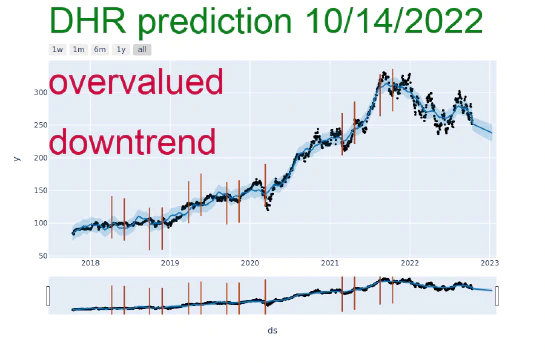 DHR prediction 10/14/2022
1w 1m 6m 1y all
overvalued
downtrend
300
250
200
150
100
50
y
2018 2019 2020 2021 2022 2023
ds